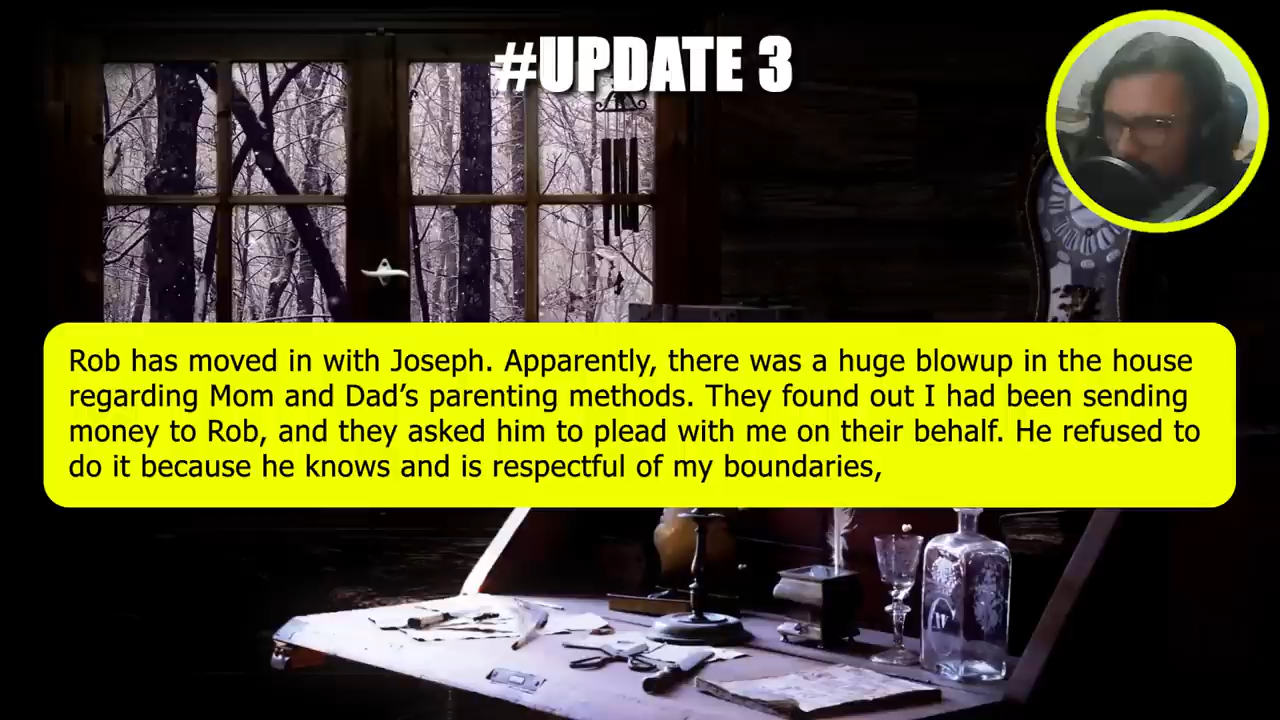 #UPDATE 3
Rob has moved in with Joseph. Apparently, there was a huge blowup in the house
regarding Mom and Dad’s parenting methods. They found out I had been sending
money to Rob, and they asked him to plead with me on their behalf. He refused to
do it because he knows and is respectful of my boundaries,